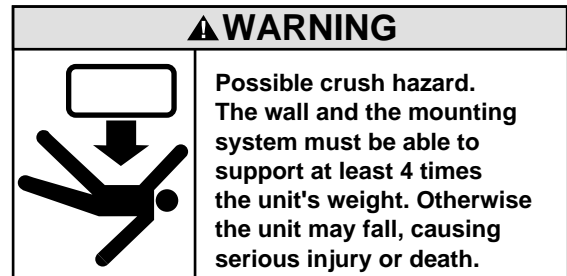 WARNING
Possible crush hazard.
The wall and the mounting
system must be able to
support at least 4 times
the unit's weight. Otherwise
the unit may fall, causing
serious injury or death.